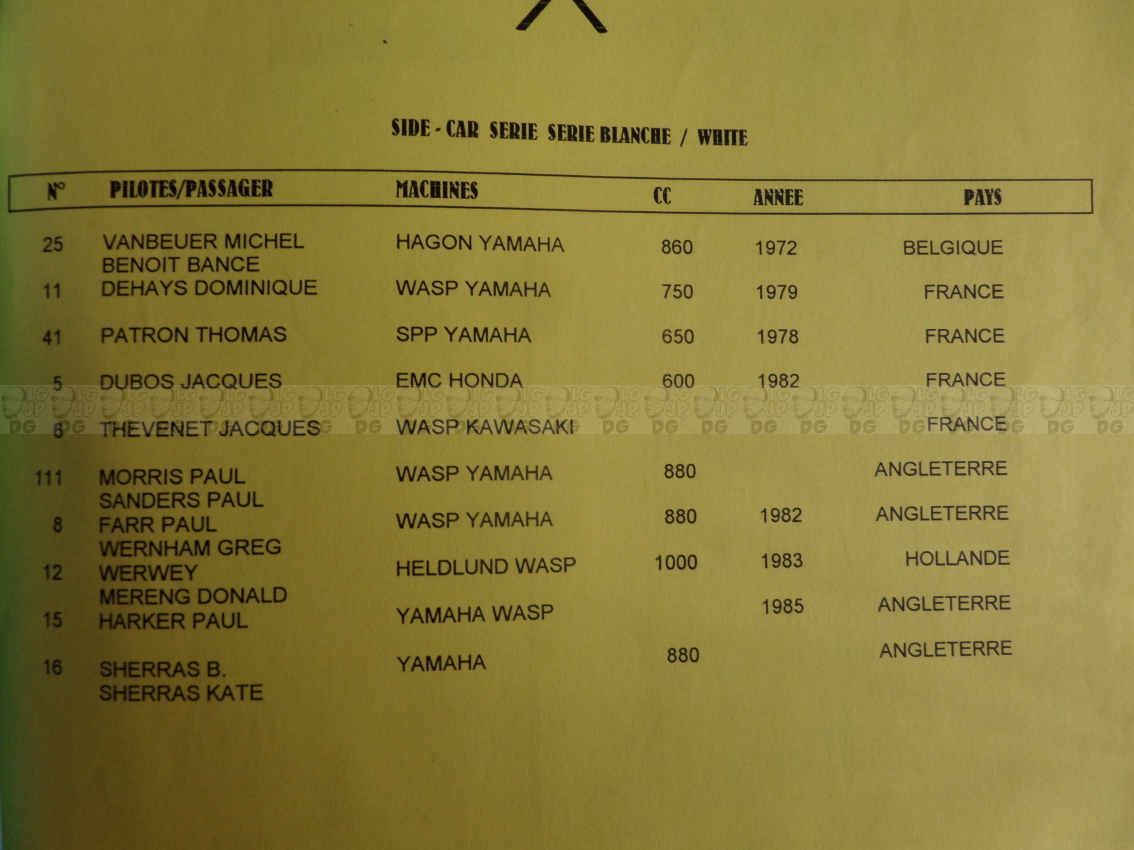 SIDE - CAR SERIE SERIE BLANCHE / WHITE
N° PILOTES/PASSAGER MACHINES CC ANNEE PAYS
25 VANBEUER MICHEL HAGON YAMAHA 860 1972 BELGIQUE
BENOIT BANCE
11 DEHAYS DOMINIQUE WASP YAMAHA 750 1979 FRANCE
41 PATRON THOMAS SPP YAMAHA 650 1978 FRANCE
5 DUBOS JACQUES EMC HONDA 600 1982 FRANCE
6 THEVENET JACQUES WASP KAWASAKI FRANCE
111 MORRIS PAUL WASP YAMAHA 880 ANGLETERRE
SANDERS PAUL
8 FARR PAUL WASP YAMAHA 880 1982 ANGLETERRE
WERNHAM GREG
12 WERWEY HELDLUND WASP 1000 1983 HOLLANDE
MERENG DONALD
15 HARKER PAUL YAMAHA WASP 1985 ANGLETERRE
16 SHERRAS B. YAMAHA 880 ANGLETERRE
SHERRAS KATE